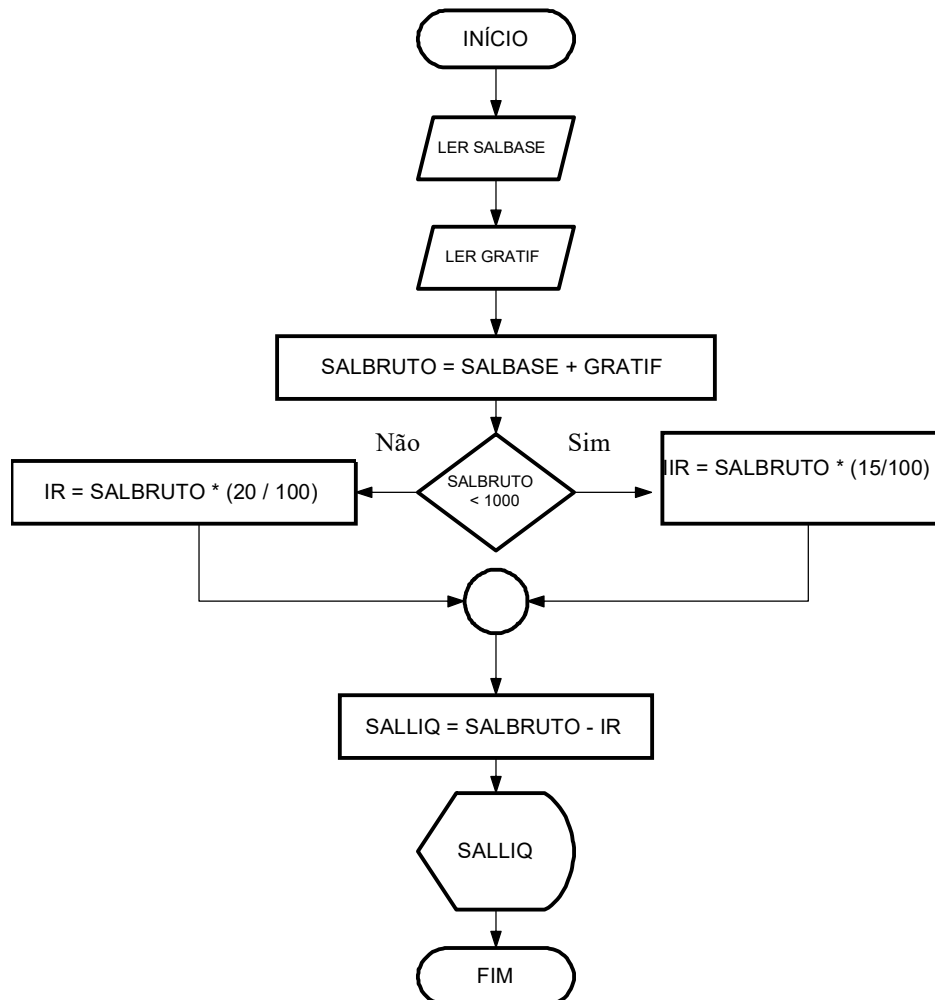 INÍCIO
LER SALBASE
LER GRATIF
SALBRUTO = SALBASE + GRATIF
Não
Sim
IR = SALBRUTO * (20 / 100)
SALBRUTO
< 1000
IIR = SALBRUTO * (15/100)
SALLIQ = SALBRUTO - IR
SALLIQ
FIM